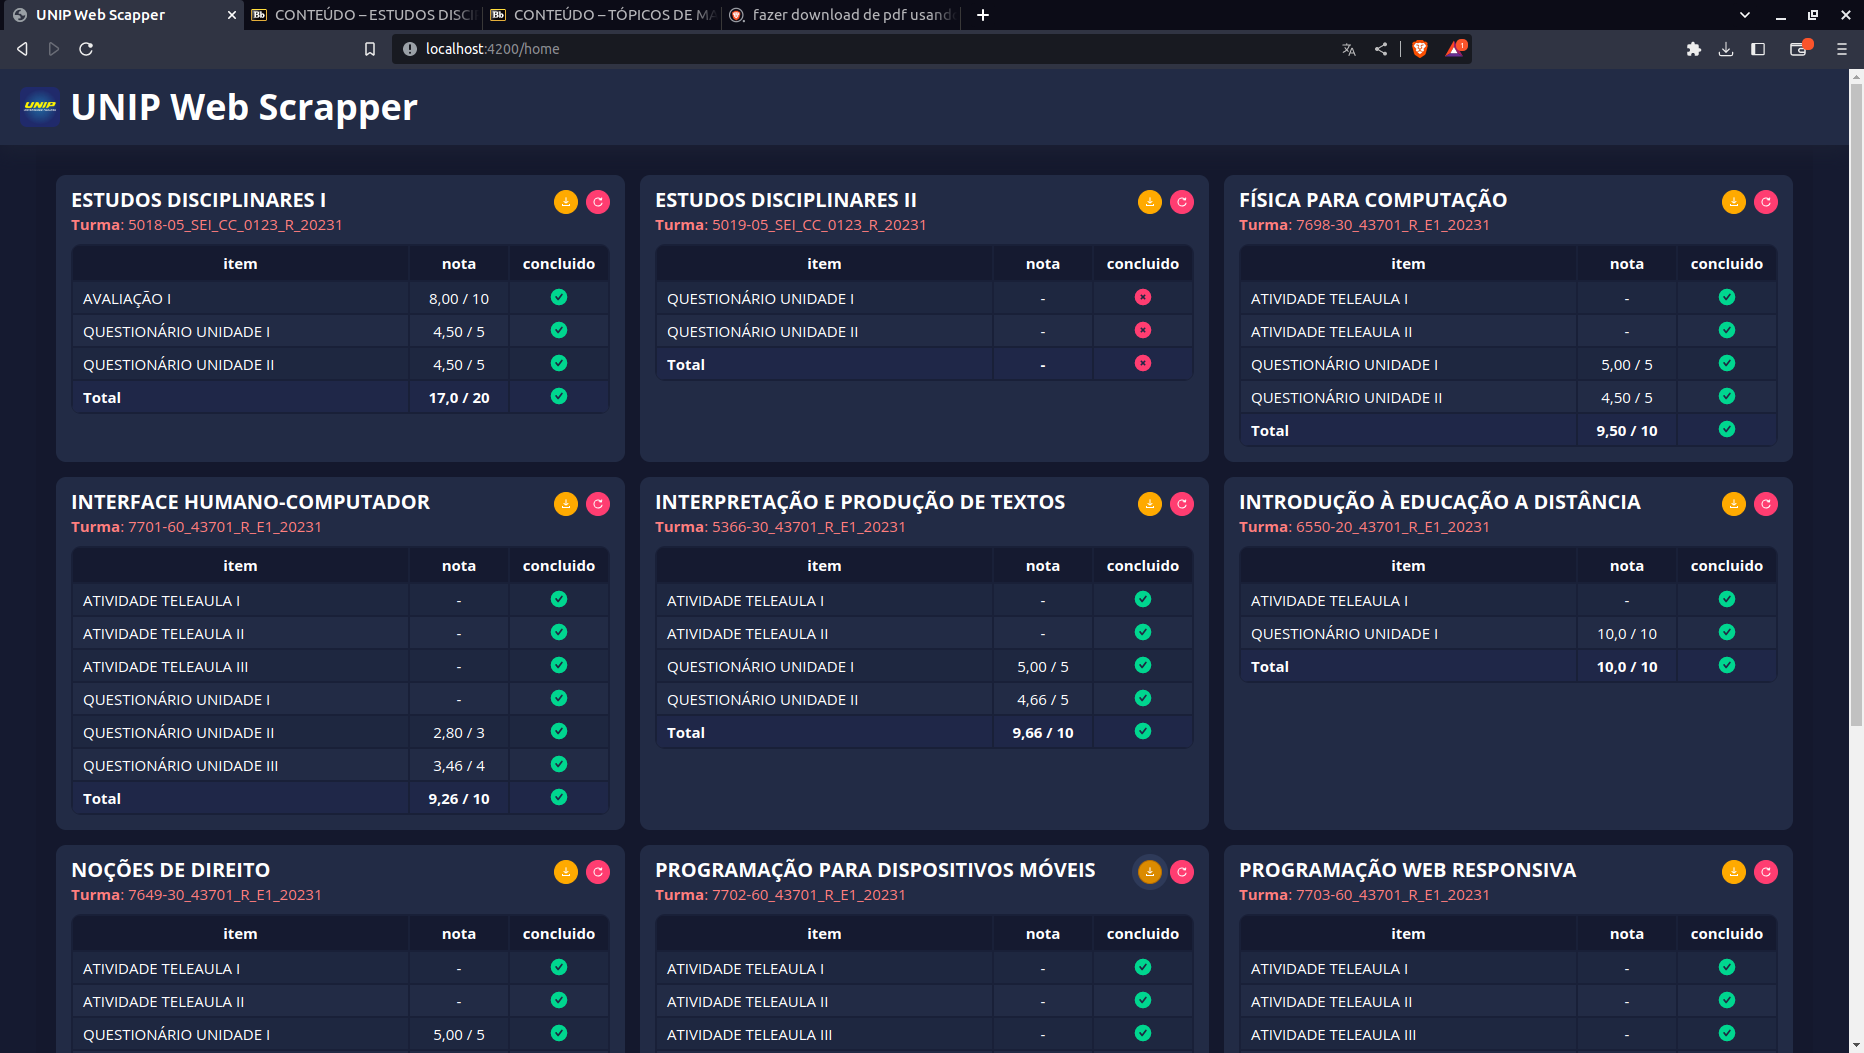 UNIP Web Scrapper
CONTEÚDO – ESTUDOS DISCI
CONTEÚDO – TÓPICOS DE MA
fazer download de pdf usand
localhost:4200/home
1
UNIP
UNIP Web Scrapper
ESTUDOS DISCIPLINARES I
Turma: 5018-05_SEI_CC_0123_R_20231
item nota concluido
AVALIAÇÃO I 8,00 / 10
QUESTIONÁRIO UNIDADE I 4,50 / 5
QUESTIONÁRIO UNIDADE II 4,50 / 5
Total 17,0 / 20
ESTUDOS DISCIPLINARES II
Turma: 5019-05_SEI_CC_0123_R_20231
item nota concluido
QUESTIONÁRIO UNIDADE I -
QUESTIONÁRIO UNIDADE II -
Total -
FÍSICA PARA COMPUTAÇÃO
Turma: 7698-30_43701_R_E1_20231
item nota concluido
ATIVIDADE TELEAULA I -
ATIVIDADE TELEAULA II -
QUESTIONÁRIO UNIDADE I 5,00 / 5
QUESTIONÁRIO UNIDADE II 4,50 / 5
Total 9,50 / 10
INTERFACE HUMANO-COMPUTADOR
Turma: 7701-60_43701_R_E1_20231
item nota concluido
ATIVIDADE TELEAULA I -
ATIVIDADE TELEAULA II -
ATIVIDADE TELEAULA III -
QUESTIONÁRIO UNIDADE I -
QUESTIONÁRIO UNIDADE II 2,80 / 3
QUESTIONÁRIO UNIDADE III 3,46 / 4
Total 9,26 / 10
INTERPRETAÇÃO E PRODUÇÃO DE TEXTOS
Turma: 5366-30_43701_R_E1_20231
item nota concluido
ATIVIDADE TELEAULA I -
ATIVIDADE TELEAULA II -
QUESTIONÁRIO UNIDADE I 5,00 / 5
QUESTIONÁRIO UNIDADE II 4,66 / 5
Total 9,66 / 10
INTRODUÇÃO À EDUCAÇÃO A DISTÂNCIA
Turma: 6550-20_43701_R_E1_20231
item nota concluido
ATIVIDADE TELEAULA I -
QUESTIONÁRIO UNIDADE I 10,0 / 10
Total 10,0 / 10
NOÇÕES DE DIREITO
Turma: 7649-30_43701_R_E1_20231
item nota concluido
ATIVIDADE TELEAULA I -
ATIVIDADE TELEAULA II -
QUESTIONÁRIO UNIDADE I 5,00 / 5
PROGRAMAÇÃO PARA DISPOSITIVOS MÓVEIS
Turma: 7702-60_43701_R_E1_20231
item nota concluido
ATIVIDADE TELEAULA I -
ATIVIDADE TELEAULA II -
ATIVIDADE TELEAULA III -
PROGRAMAÇÃO WEB RESPONSIVA
Turma: 7703-60_43701_R_E1_20231
item nota concluido
ATIVIDADE TELEAULA I -
ATIVIDADE TELEAULA II -
ATIVIDADE TELEAULA III -